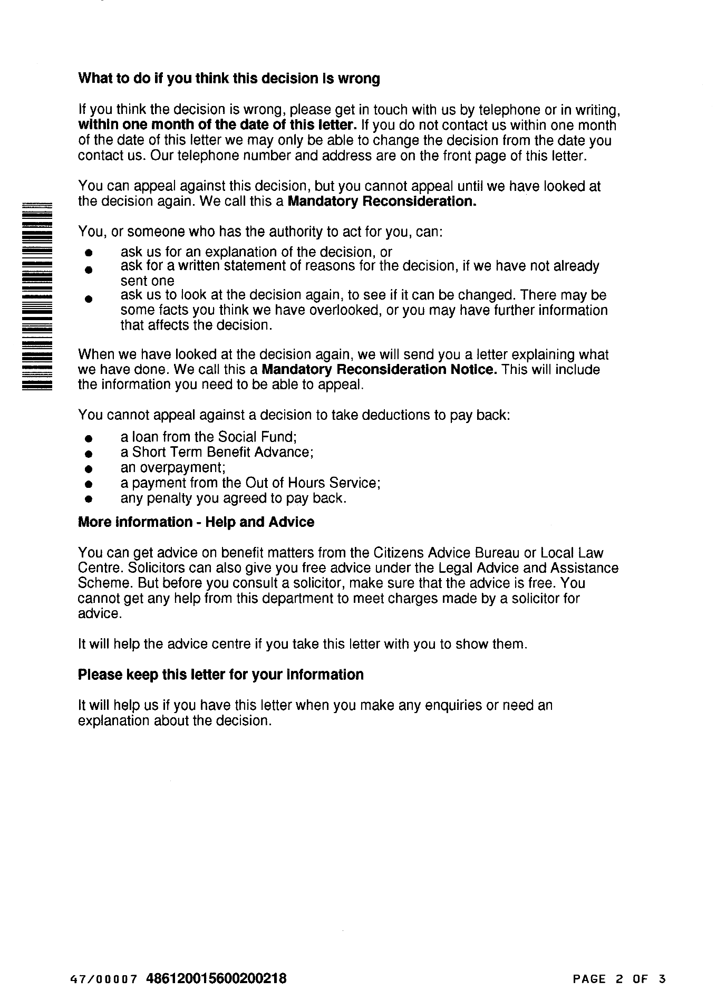 What to do if you think this decision is wrong
If you think the decision is wrong, please get in touch with us by telephone or in writing,
within one month of the date of this letter. If you do not contact us within one month
of the date of this letter we may only be able to change the decision from the date you
contact us. Our telephone number and address are on the front page of this letter.
You can appeal against this decision, but you cannot appeal until we have looked at
the decision again. We call this a Mandatory Reconsideration.
You, or someone who has the authority to act for you, can:
● ask us for an explanation of the decision, or
● ask for a written statement of reasons for the decision, if we have not already
sent one
● ask us to look at the decision again, to see if it can be changed. There may be
some facts you think we have overlooked, or you may have further information
that affects the decision.
When we have looked at the decision again, we will send you a letter explaining what
we have done. We call this a Mandatory Reconsideration Notice. This will include
the information you need to be able to appeal.
You cannot appeal against a decision to take deductions to pay back:
● a loan from the Social Fund;
● a Short Term Benefit Advance;
● an overpayment;
● a payment from the Out of Hours Service;
● any penalty you agreed to pay back.
More information - Help and Advice
You can get advice on benefit matters from the Citizens Advice Bureau or Local Law
Centre. Solicitors can also give you free advice under the Legal Advice and Assistance
Scheme. But before you consult a solicitor, make sure that the advice is free. You
cannot get any help from this department to meet charges made by a solicitor for
advice.
It will help the advice centre if you take this letter with you to show them.
Please keep this letter for your information
It will help us if you have this letter when you make any enquiries or need an
explanation about the decision.
47/00007 486120015600200218 PAGE 2 OF 3